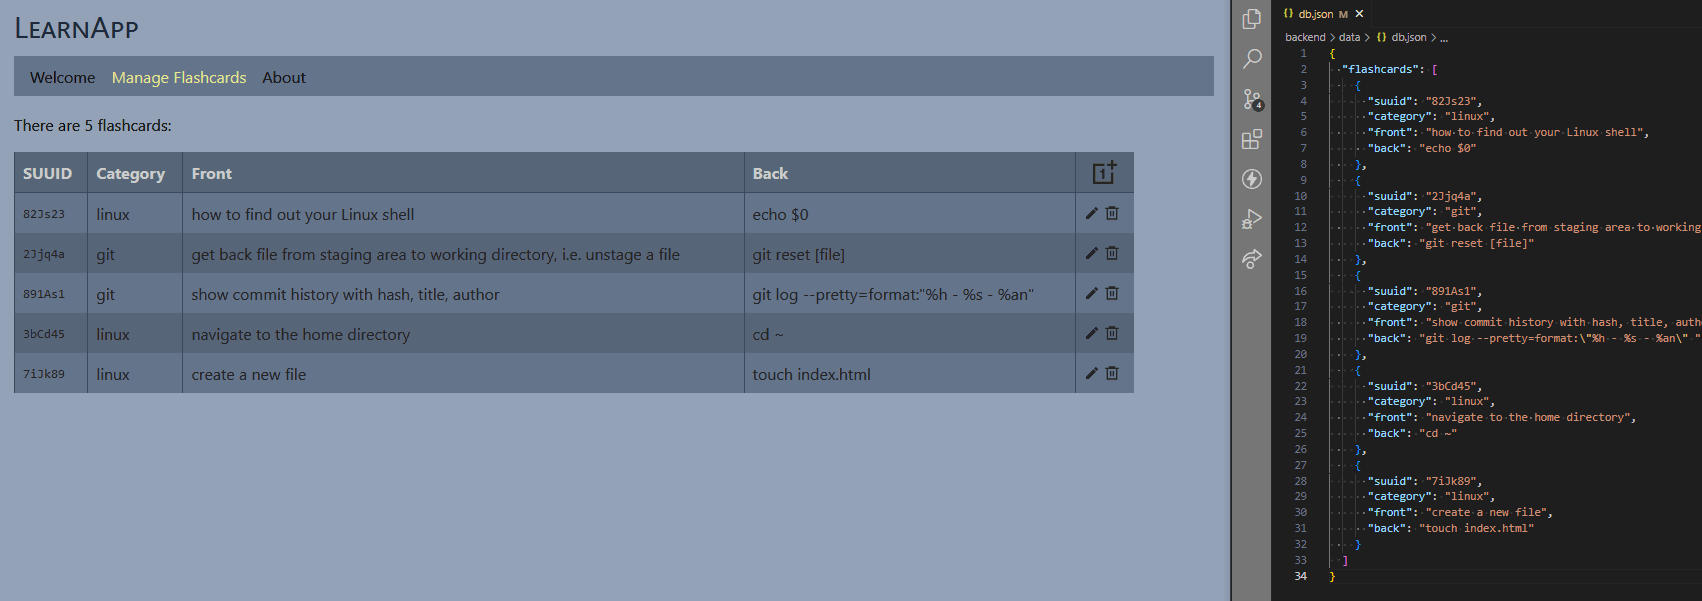 LearnApp
Welcome Manage Flashcards About
There are 5 flashcards:
SUUID Category Front Back 1+
82Js23 linux how to find out your Linux shell echo $0
2Jjq4a git get back file from staging area to working directory, i.e. unstage a file git reset [file]
891As1 git show commit history with hash, title, author git log --pretty=format:"%h - %s - %an"
3bCd45 linux navigate to the home directory cd ~
7iJk89 linux create a new file touch index.html
4
{} db.json M ×
backend > data > {} db.json > ...
1 {
2 "flashcards": [
3 {
4 "suuid": "82Js23",
5 "category": "linux",
6 "front": "how to find out your Linux shell",
7 "back": "echo $0"
8 },
9 {
10 "suuid": "2Jjq4a",
11 "category": "git",
12 "front": "get back file from staging area to working
13 "back": "git reset [file]"
14 },
15 {
16 "suuid": "891As1",
17 "category": "git",
18 "front": "show commit history with hash, title, auth
19 "back": "git log --pretty=format:\"%h - %s - %an\" "
20 },
21 {
22 "suuid": "3bCd45",
23 "category": "linux",
24 "front": "navigate to the home directory",
25 "back": "cd ~"
26 },
27 {
28 "suuid": "7iJk89",
29 "category": "linux",
30 "front": "create a new file",
31 "back": "touch index.html"
32 }
33 ]
34 }